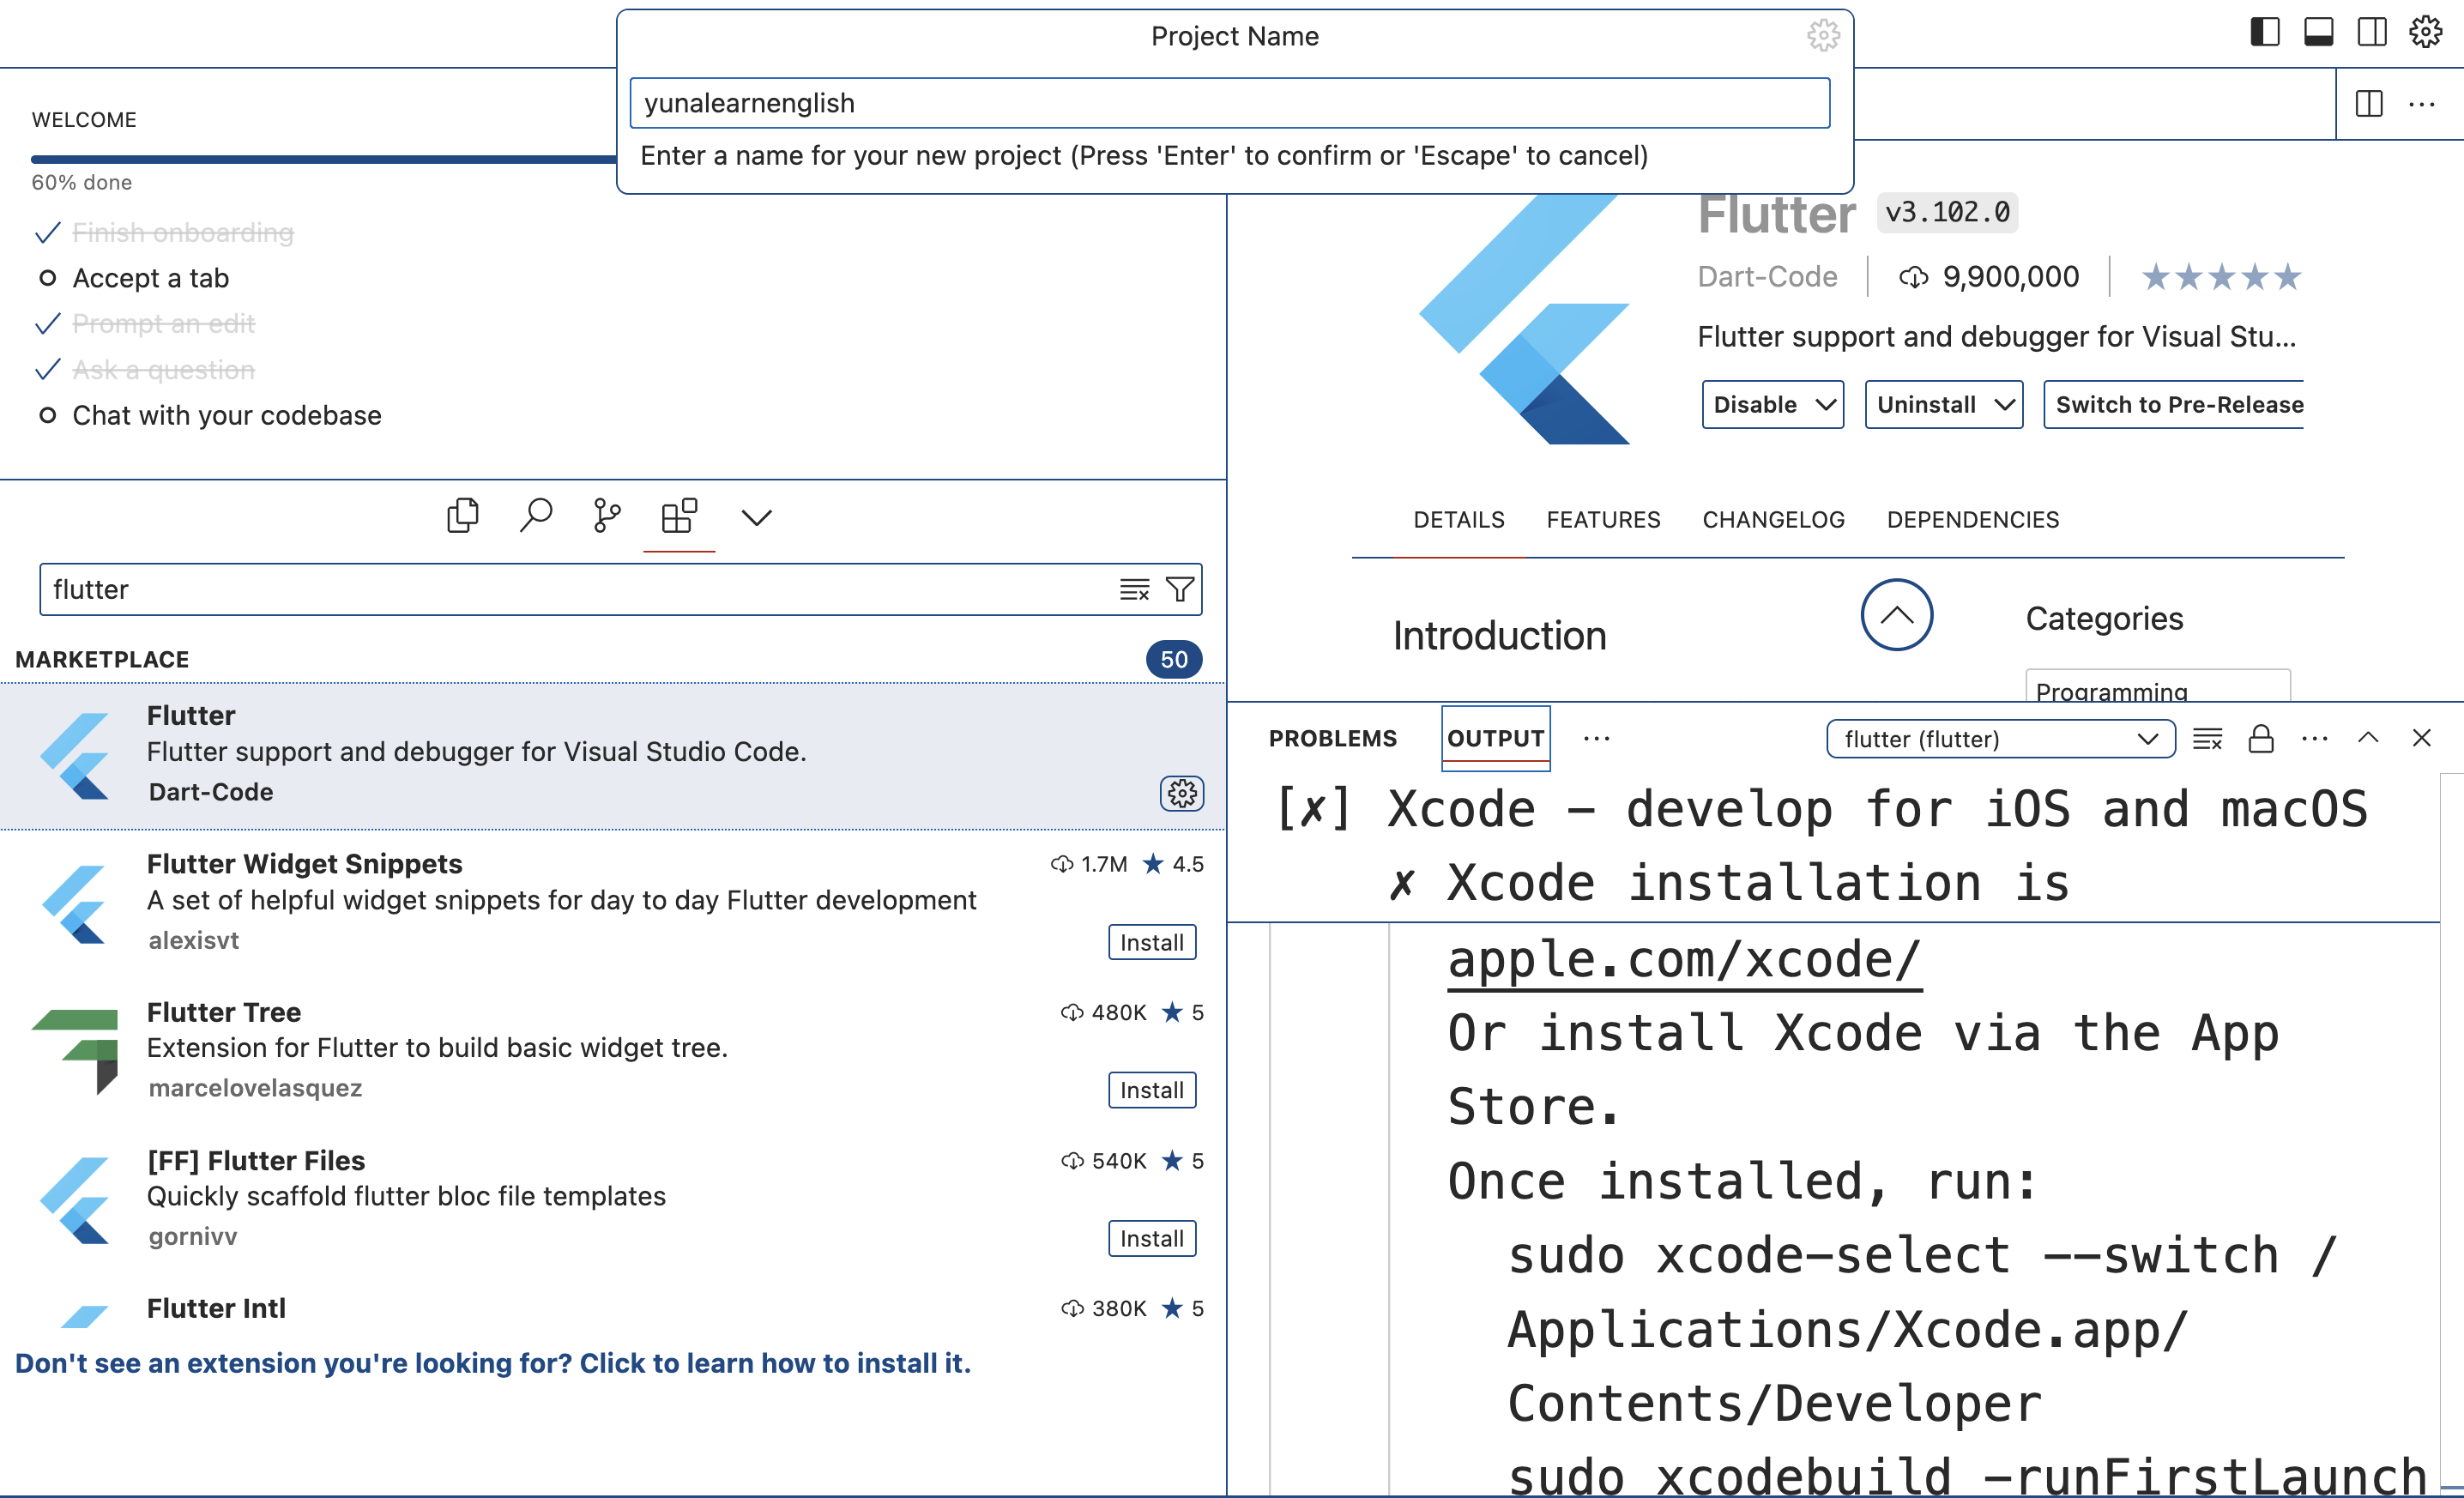 Project Name
yunalearnenglish
Enter a name for your new project (Press 'Enter' to confirm or 'Escape' to cancel)
WELCOME
60% done
Finish onboarding
Accept a tab
Prompt an edit
Ask a question
Chat with your codebase
flutter
MARKETPLACE
50
Flutter
Flutter support and debugger for Visual Studio Code.
Dart-Code
Flutter Widget Snippets
1.7M
4.5
A set of helpful widget snippets for day to day Flutter development
alexisvt
Install
Flutter Tree
480K
5
Extension for Flutter to build basic widget tree.
marcelovelasquez
Install
[FF] Flutter Files
540K
5
Quickly scaffold flutter bloc file templates
gornivv
Install
Flutter Intl
380K
5
Don't see an extension you're looking for? Click to learn how to install it.
Flutter
v3.102.0
Dart-Code
9,900,000
Flutter support and debugger for Visual Stu...
Disable
Uninstall
Switch to Pre-Release
DETAILS
FEATURES
CHANGELOG
DEPENDENCIES
Introduction
Categories
Programming
PROBLEMS
OUTPUT
flutter (flutter)
[✗] Xcode - develop for iOS and macOS
✗ Xcode installation is
apple.com/xcode/
Or install Xcode via the App
Store.
Once installed, run:
sudo xcode-select --switch /
Applications/Xcode.app/
Contents/Developer
sudo xcodebuild -runFirstLaunch